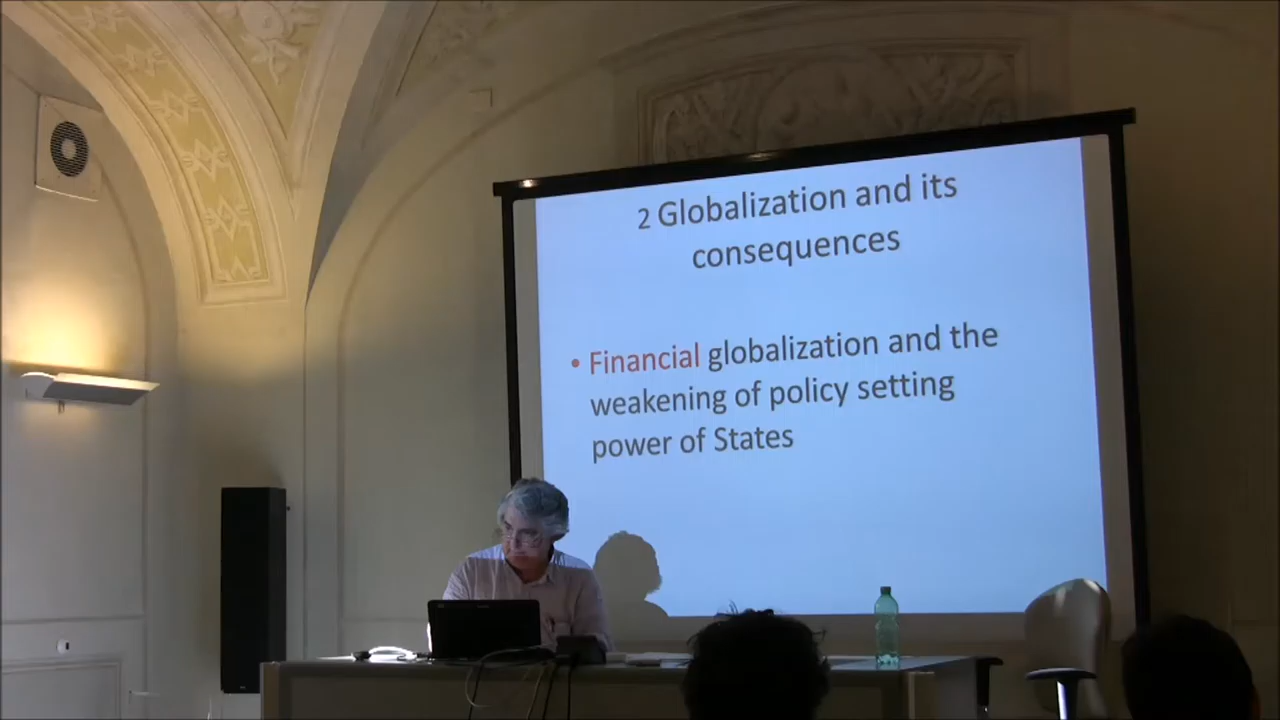 2 Globalization and its
consequences
• Financial globalization and the
weakening of policy setting
power of States